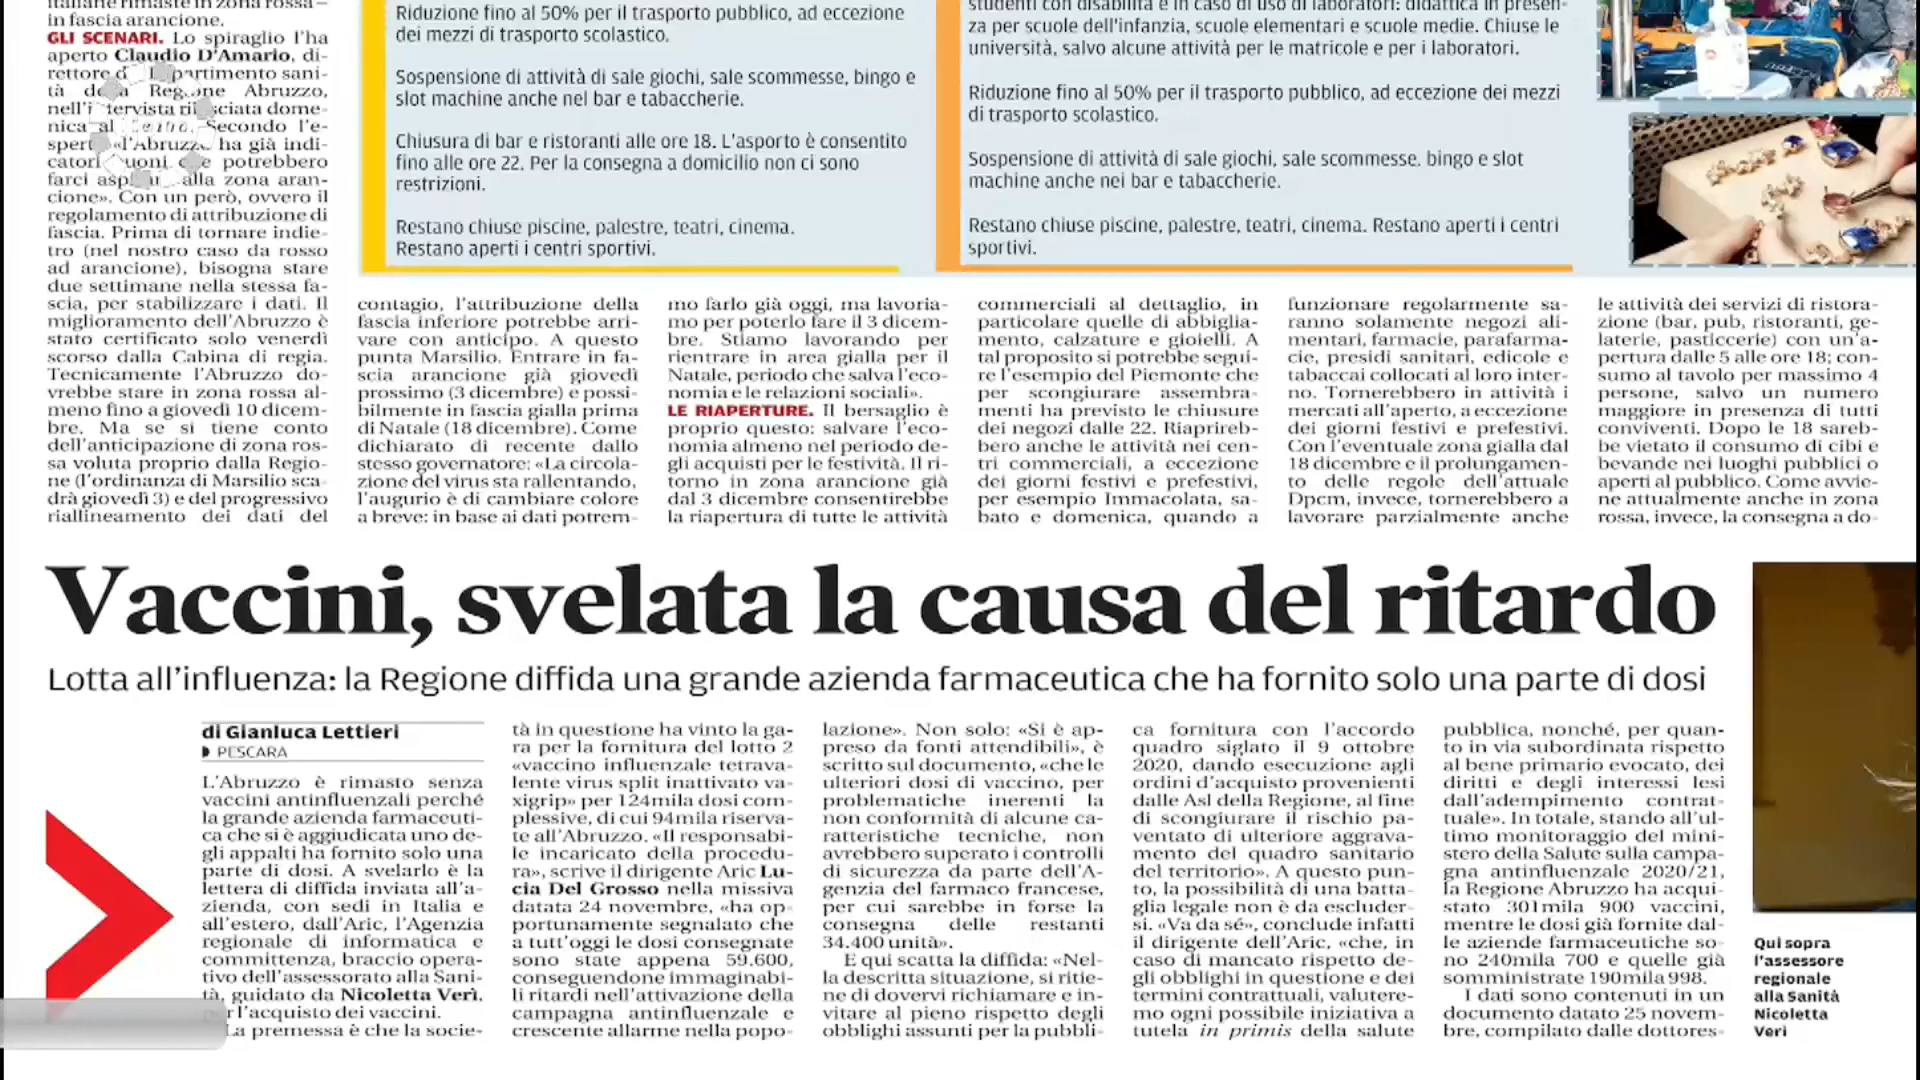 italiane rimaste in zona rossa –
in fascia arancione.
GLI SCENARI. Lo spiraglio l'ha
aperto Claudio D'Amario, di-
rettore d partimento sani-
tà de Regione Abruzzo,
nell'intervista rilasciata dome-
nica al Secondo l'e-
sperto «l'Abruzzo ha già indi-
catori buoni che potrebbero
farci alla zona aran-
cione». Con un però, ovvero il
regolamento di attribuzione di
fascia. Prima di tornare indie-
tro (nel nostro caso da rosso
ad arancione), bisogna stare
due settimane nella stessa fa-
scia, per stabilizzare i dati. Il
miglioramento dell'Abruzzo è
stato certificato solo venerdì
scorso dalla Cabina di regia.
Tecnicamente l'Abruzzo do-
vrebbe stare in zona rossa al-
meno fino a giovedì 10 dicem-
bre. Ma se si tiene conto
dell'anticipazione di zona ros-
sa voluta proprio dalla Regio-
ne (l'ordinanza di Marsilio sca-
drà giovedì 3) e del progressivo
riallineamento dei dati del
Riduzione fino al 50% per il trasporto pubblico, ad eccezione
dei mezzi di trasporto scolastico.
Sospensione di attività di sale giochi, sale scommesse, bingo e
slot machine anche nel bar e tabaccherie.
Chiusura di bar e ristoranti alle ore 18. L'asporto è consentito
fino alle ore 22. Per la consegna a domicilio non ci sono
restrizioni.
Restano chiuse piscine, palestre, teatri, cinema.
Restano aperti i centri sportivi.
studenti con disabilità e in caso di uso di laboratori: didattica in presen-
za per scuole dell'infanzia, scuole elementari e scuole medie. Chiuse le
università, salvo alcune attività per le matricole e per i laboratori.
Riduzione fino al 50% per il trasporto pubblico, ad eccezione dei mezzi
di trasporto scolastico.
Sospensione di attività di sale giochi, sale scommesse. bingo e slot
machine anche nei bar e tabaccherie.
Restano chiuse piscine, palestre, teatri, cinema. Restano aperti i centri
sportivi.
contagio, l'attribuzione della
fascia inferiore potrebbe arri-
vare con anticipo. A questo
punta Marsilio. Entrare in fa-
scia arancione già giovedì
prossimo (3 dicembre) e possi-
bilmente in fascia gialla prima
di Natale (18 dicembre). Come
dichiarato di recente dallo
stesso governatore: «La circola-
zione del virus sta rallentando,
l'augurio è di cambiare colore
a breve: in base ai dati potrem-
mo farlo già oggi, ma lavoria-
mo per poterlo fare il 3 dicem-
bre. Stiamo lavorando per
rientrare in area gialla per il
Natale, periodo che salva l'eco-
nomia e le relazioni sociali».
LE RIAPERTURE. Il bersaglio è
proprio questo: salvare l'eco-
nomia almeno nel periodo de-
gli acquisti per le festività. Il ri-
torno in zona arancione già
dal 3 dicembre consentirebbe
la riapertura di tutte le attività
commerciali al dettaglio, in
particolare quelle di abbiglia-
mento, calzature e gioielli. A
tal proposito si potrebbe segui-
re l'esempio del Piemonte che
per scongiurare assembra-
menti ha previsto le chiusure
dei negozi dalle 22. Riaprireb-
bero anche le attività nei cen-
tri commerciali, a eccezione
dei giorni festivi e prefestivi,
per esempio Immacolata, sa-
bato e domenica, quando a
funzionare regolarmente sa-
ranno solamente negozi ali-
mentari, farmacie, parafarma-
cie, presidi sanitari, edicole e
tabaccai collocati al loro inter-
no. Tornerebbero in attività i
mercati all'aperto, a eccezione
dei giorni festivi e prefestivi.
Con l'eventuale zona gialla dal
18 dicembre e il prolungamen-
to delle regole dell'attuale
Dpcm, invece, tornerebbero a
lavorare parzialmente anche
le attività dei servizi di ristora-
zione (bar, pub, ristoranti, ge-
laterie, pasticcerie) con un'a-
pertura dalle 5 alle ore 18; con-
sumo al tavolo per massimo 4
persone, salvo un numero
maggiore in presenza di tutti
conviventi. Dopo le 18 sareb-
be vietato il consumo di cibi e
bevande nei luoghi pubblici o
aperti al pubblico. Come avvie-
ne attualmente anche in zona
rossa, invece, la consegna a do-
Vaccini, svelata la causa del ritardo
Lotta all'influenza: la Regione diffida una grande azienda farmaceutica che ha fornito solo una parte di dosi
di Gianluca Lettieri
PESCARA
L'Abruzzo è rimasto senza
vaccini antinfluenzali perché
la grande azienda farmaceuti-
ca che si è aggiudicata uno de-
gli appalti ha fornito solo una
parte di dosi. A svelarlo è la
lettera di diffida inviata all'a-
zienda, con sedi in Italia e
all'estero, dall'Aric, l'Agenzia
regionale di informatica e
committenza, braccio opera-
tivo dell'assessorato alla Sani-
tà, guidato da Nicoletta Verì,
per l'acquisto dei vaccini.
La premessa è che la socie-
tà in questione ha vinto la ga-
ra per la fornitura del lotto 2
«vaccino influenzale tetrava-
lente virus split inattivato va-
xigrip» per 124mila dosi com-
plessive, di cui 94mila riserva-
te all'Abruzzo. «Il responsabi-
le incaricato della procedu-
ra», scrive il dirigente Aric Lu-
cia Del Grosso nella missiva
datata 24 novembre, «ha op-
portunamente segnalato che
a tutt'oggi le dosi consegnate
sono state appena 59.600,
conseguendone immaginabi-
li ritardi nell'attivazione della
campagna antinfluenzale e
crescente allarme nella popo-
lazione». Non solo: «Si è ap-
preso da fonti attendibili», è
scritto sul documento, «che le
ulteriori dosi di vaccino, per
problematiche inerenti la
non conformità di alcune ca-
ratteristiche tecniche, non
avrebbero superato i controlli
di sicurezza da parte dell'A-
genzia del farmaco francese,
per cui sarebbe in forse la
consegna delle restanti
34.400 unità».
E qui scatta la diffida: «Nel-
la descritta situazione, si ritie-
ne di dovervi richiamare e in-
vitare al pieno rispetto degli
obblighi assunti per la pubbli-
ca fornitura con l'accordo
quadro siglato il 9 ottobre
2020, dando esecuzione agli
ordini d'acquisto provenienti
dalle Asl della Regione, al fine
di scongiurare il rischio pa-
ventato di ulteriore aggrava-
mento del quadro sanitario
del territorio». A questo pun-
to, la possibilità di una batta-
glia legale non è da escluder-
si. «Va da sé», conclude infatti
il dirigente dell'Aric, «che, in
caso di mancato rispetto de-
gli obblighi in questione e dei
termini contrattuali, valutere-
mo ogni possibile iniziativa a
tutela in primis della salute
pubblica, nonché, per quan-
to in via subordinata rispetto
al bene primario evocato, dei
diritti e degli interessi lesi
dall'adempimento contrat-
tuale». In totale, stando all'ul-
timo monitoraggio del mini-
stero della Salute sulla campa-
gna antinfluenzale 2020/21,
la Regione Abruzzo ha acqui-
stato 301mila 900 vaccini,
mentre le dosi già fornite dal-
le aziende farmaceutiche so-
no 240mila 700 e quelle già
somministrate 190mila 998.
I dati sono contenuti in un
documento datato 25 novem-
bre, compilato dalle dottores-
Qui sopra
l'assessore
regionale
alla Sanità
Nicoletta
Verì